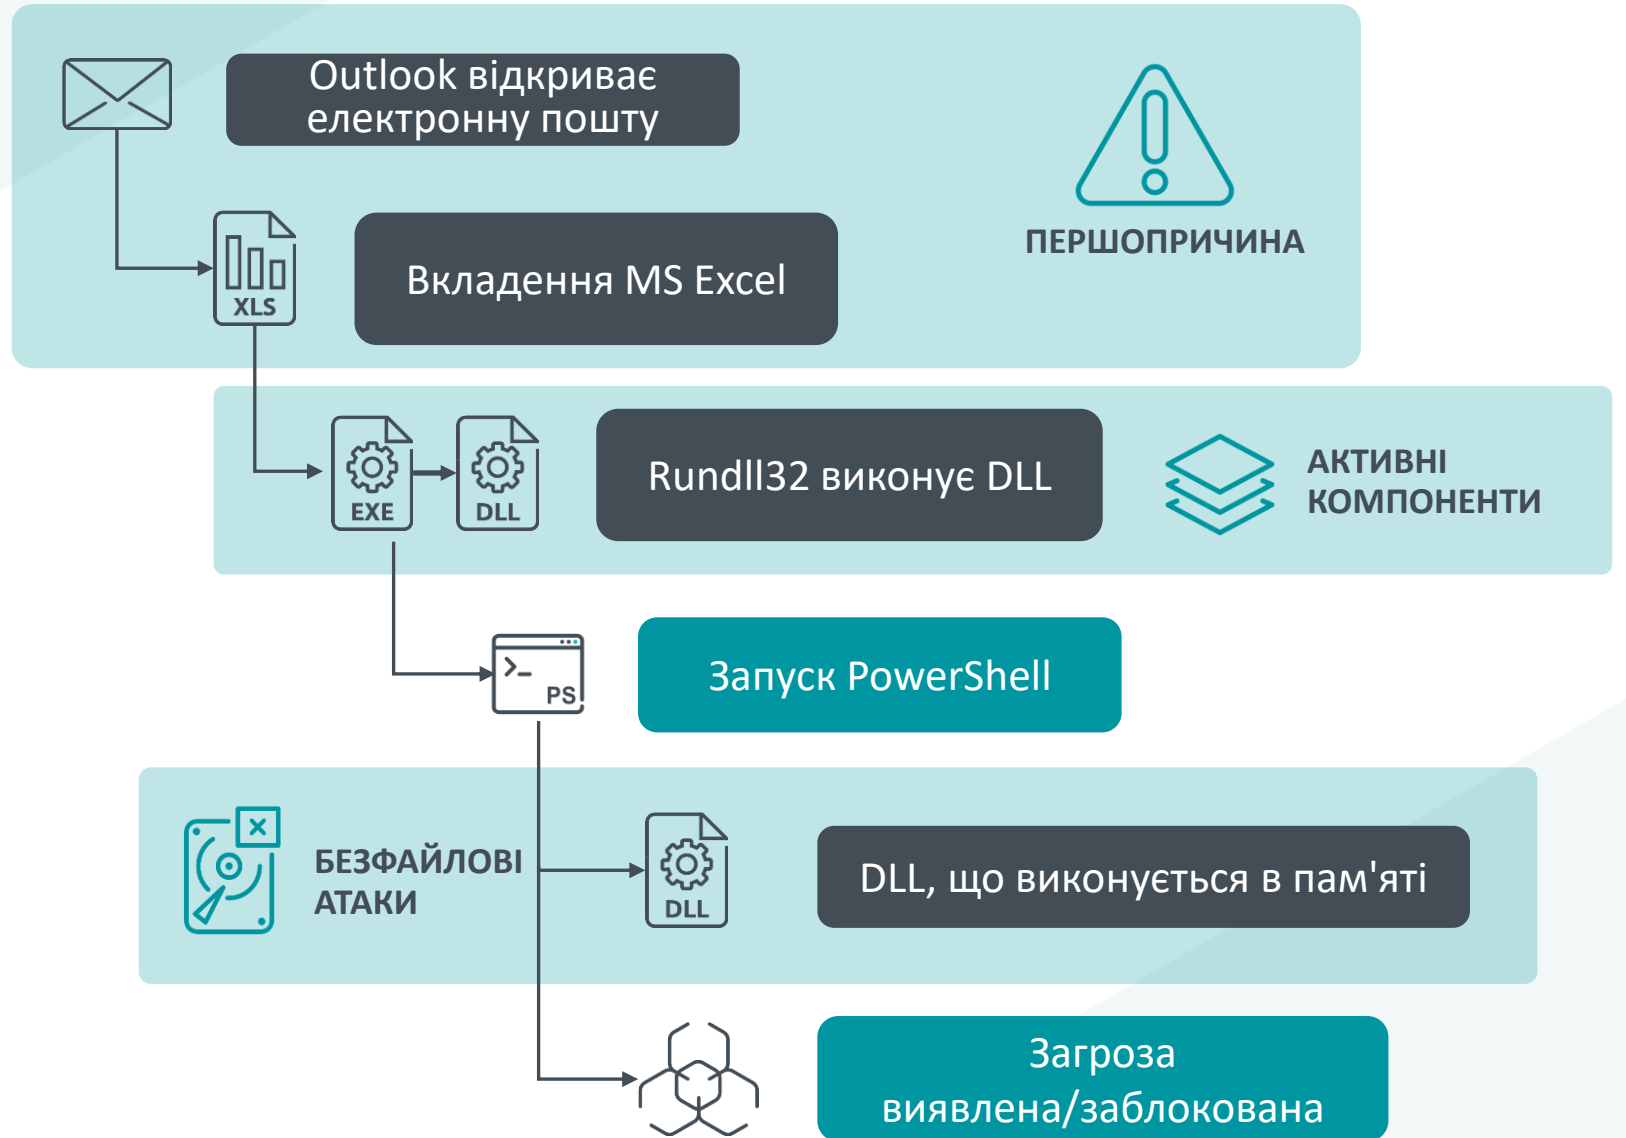 Outlook відкриває
електронну пошту
ПЕРШОПРИЧИНА
XLS
Вкладення MS Excel
EXE
DLL
Rundll32 виконує DLL
АКТИВНІ
КОМПОНЕНТИ
>_
PS
Запуск PowerShell
БЕЗФАЙЛОВІ
АТАКИ
DLL
DLL, що виконується в пам'яті
Загроза
виявлена/заблокована